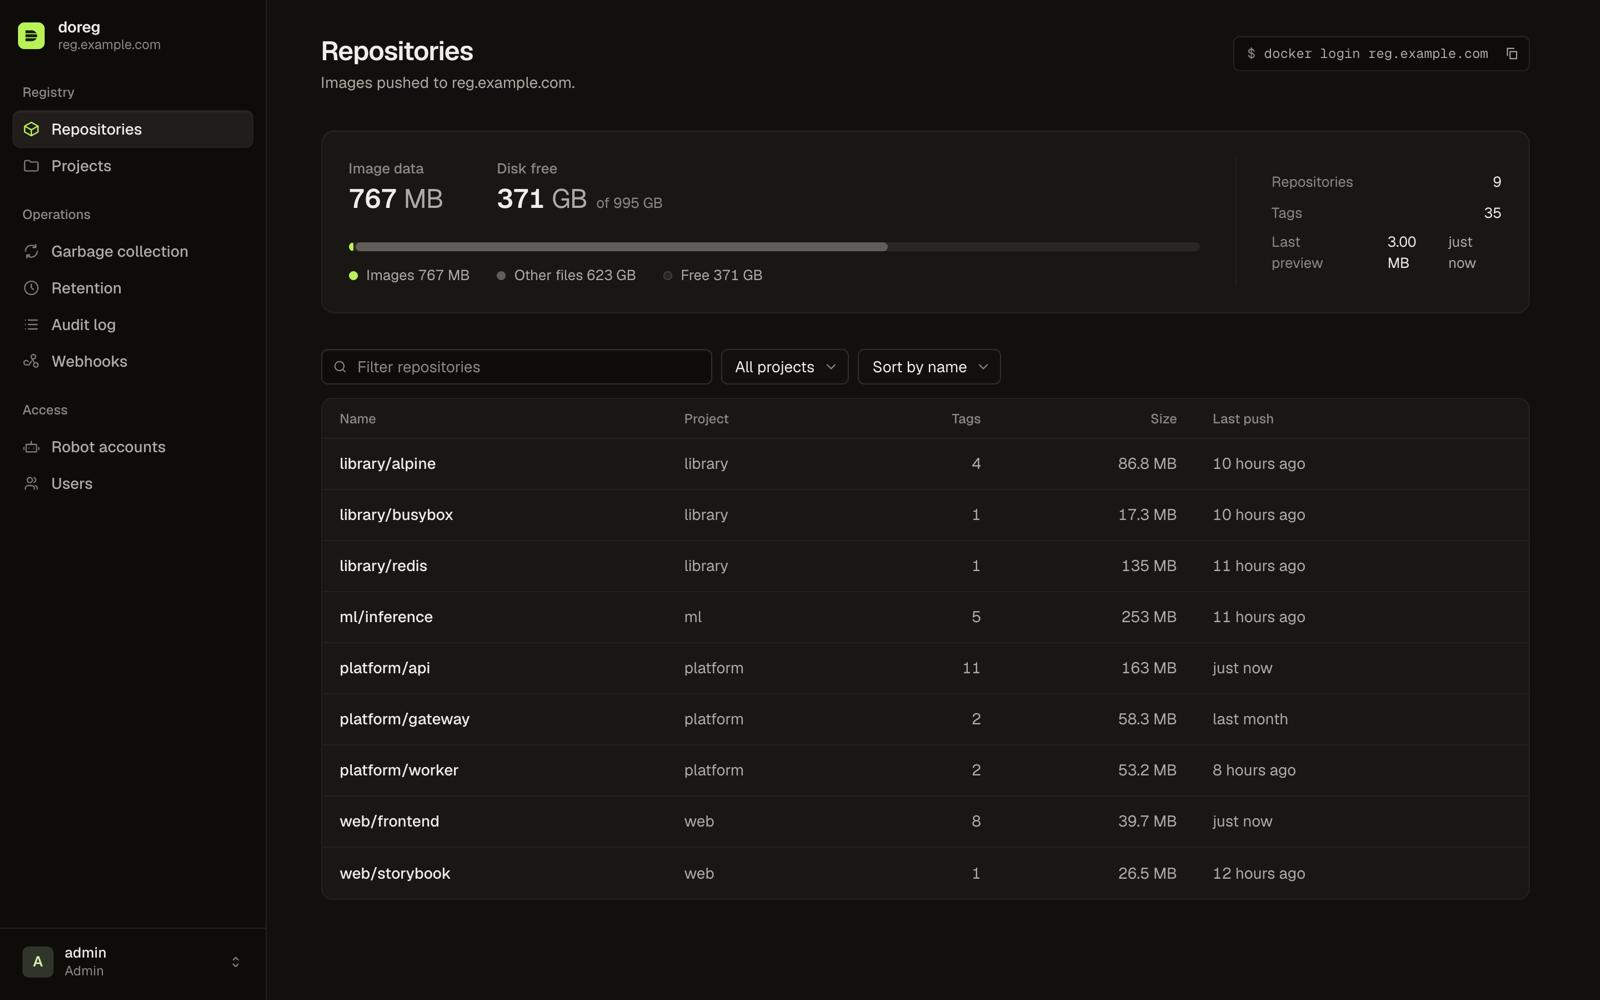 doreg
reg.example.com
Registry
Repositories
Projects
Operations
Garbage collection
Retention
Audit log
Webhooks
Access
Robot accounts
Users
A
admin
Admin
Repositories
Images pushed to reg.example.com.
$ docker login reg.example.com
Image data
767 MB
Disk free
371 GB of 995 GB
Images 767 MB
Other files 623 GB
Free 371 GB
Repositories 9
Tags 35
Last preview 3.00 MB just now
Filter repositories
All projects
Sort by name
Name Project Tags Size Last push
library/alpine library 4 86.8 MB 10 hours ago
library/busybox library 1 17.3 MB 10 hours ago
library/redis library 1 135 MB 11 hours ago
ml/inference ml 5 253 MB 11 hours ago
platform/api platform 11 163 MB just now
platform/gateway platform 2 58.3 MB last month
platform/worker platform 2 53.2 MB 8 hours ago
web/frontend web 8 39.7 MB just now
web/storybook web 1 26.5 MB 12 hours ago